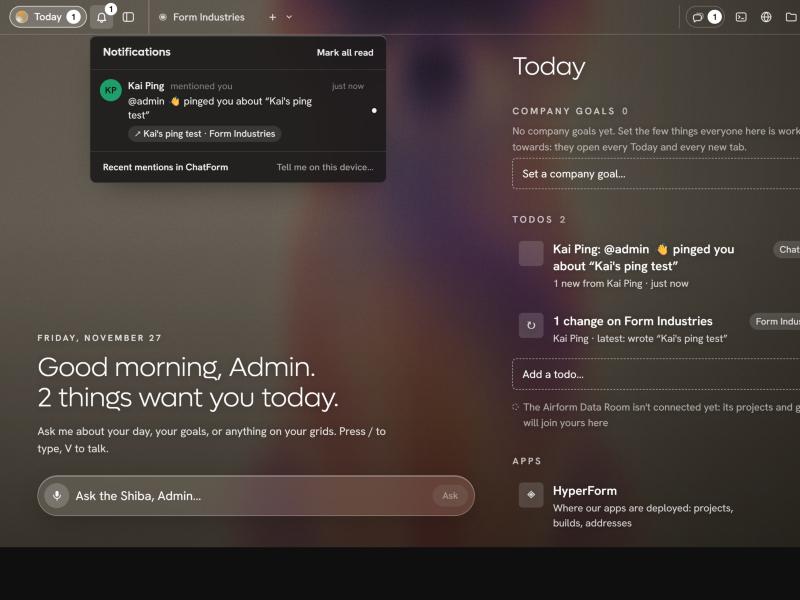 Today 1
1
Form Industries
1
Notifications
Mark all read
KP
Kai Ping mentioned you
just now
@admin 👋 pinged you about “Kai's ping
test”
↗ Kai's ping test · Form Industries
Recent mentions in ChatForm
Tell me on this device...
FRIDAY, NOVEMBER 27
Good morning, Admin.
2 things want you today.
Ask me about your day, your goals, or anything on your grids. Press / to
type, V to talk.
Ask the Shiba, Admin...
Ask
Today
COMPANY GOALS 0
No company goals yet. Set the few things everyone here is work
towards: they open every Today and every new tab.
Set a company goal...
TODOS 2
Kai Ping: @admin 👋 pinged you
about “Kai's ping test”
Chat
1 new from Kai Ping · just now
1 change on Form Industries
Form Indus
Kai Ping · latest: wrote “Kai's ping test”
Add a todo...
The Airform Data Room isn't connected yet: its projects and g
will join yours here
APPS
HyperForm
Where our apps are deployed: projects,
builds, addresses